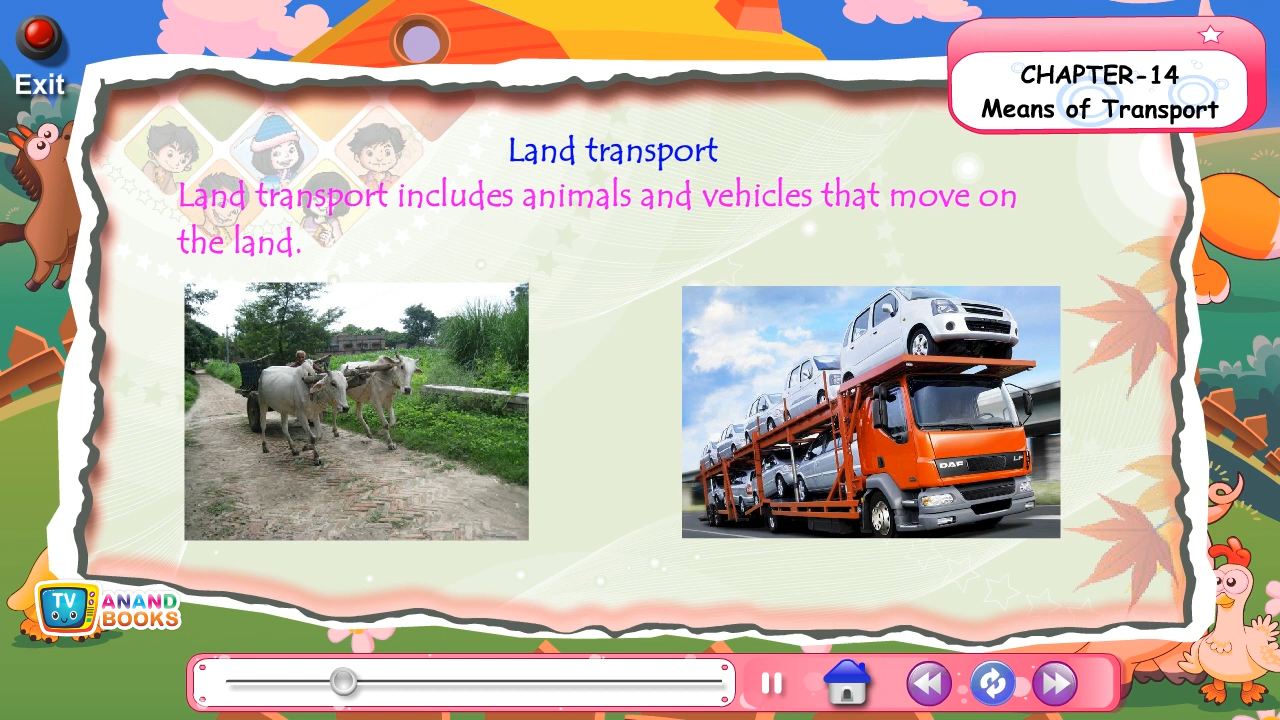 Exit
CHAPTER-14
Means of Transport
Land transport
Land transport includes animals and vehicles that move on
the land.
DAF LF
TV
ANAND
BOOKS